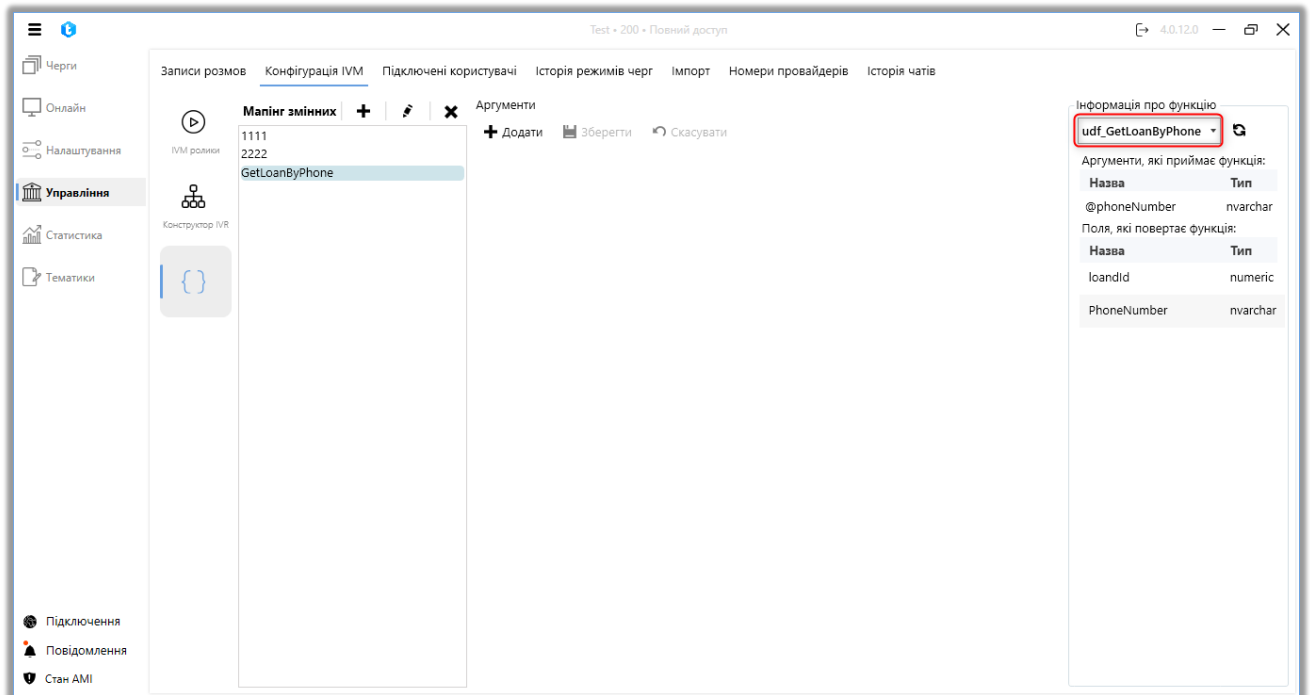 Test • 200 • Повний доступ
4.0.12.0
Черги
Онлайн
Налаштування
Управління
Статистика
Тематики
Підключення
Повідомлення
Стан AMI
Записи розмов Конфігурація IVM Підключені користувачі Історія режимів черг Імпорт Номери провайдерів Історія чатів
IVM ролики
Конструктор IVR
{ }
Мапінг змінних
1111
2222
GetLoanByPhone
Аргументи
Додати Зберегти Скасувати
Інформація про функцію
udf_GetLoanByPhone
Аргументи, які приймає функція:
Назва Тип
@phoneNumber nvarchar
Поля, які повертає функція:
Назва Тип
loandId numeric
PhoneNumber nvarchar